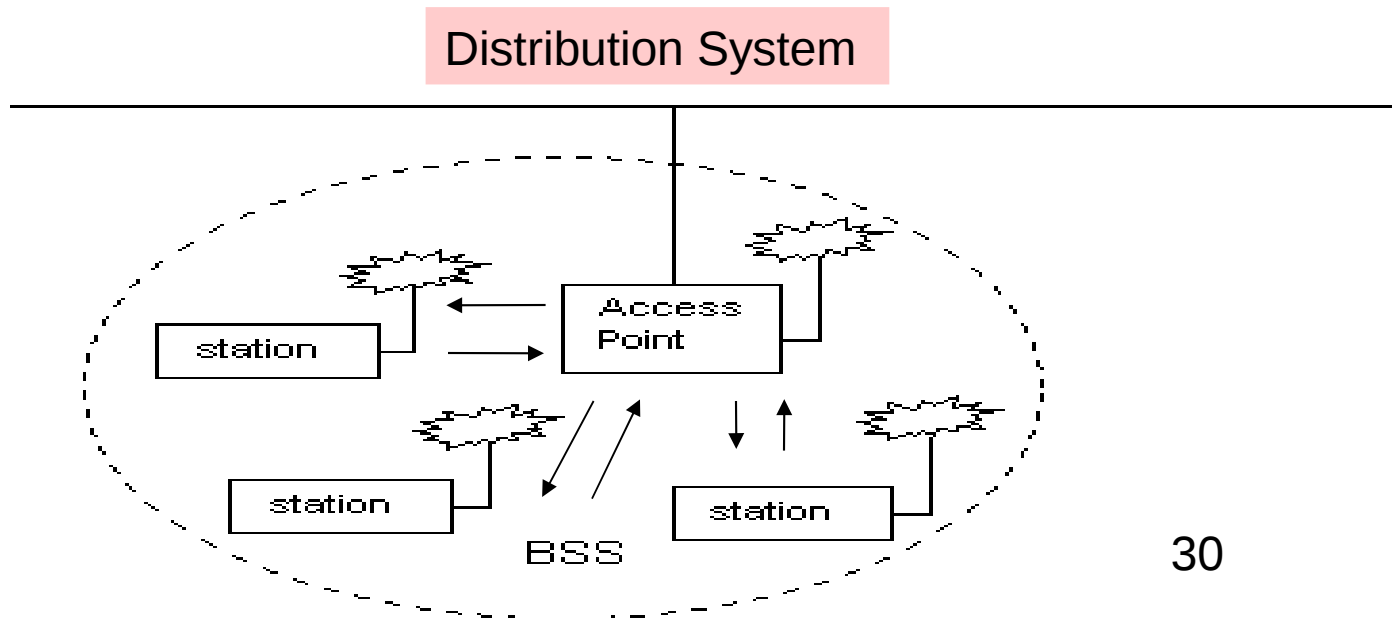 Distribution System
Access
Point
station
station
station
BSS
30